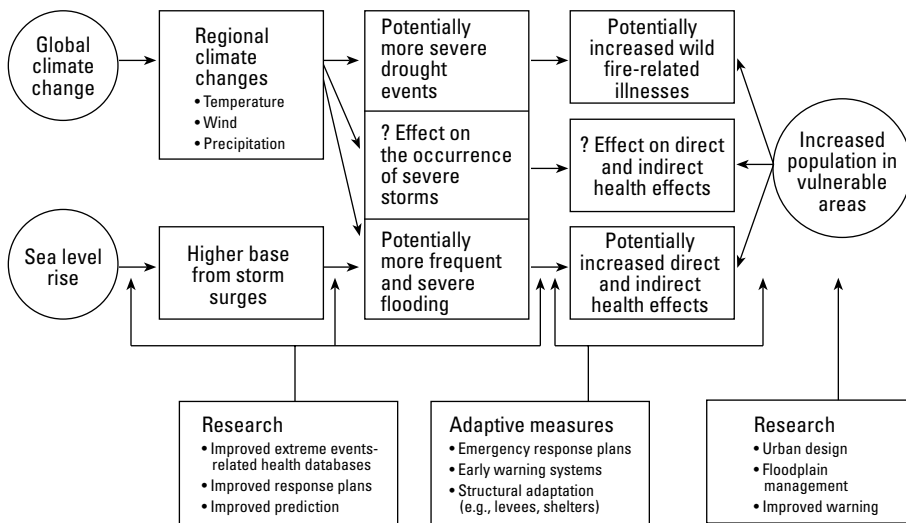 Global
climate
change
Regional
climate
changes
• Temperature
• Wind
• Precipitation
Potentially
more severe
drought
events
Potentially
increased wild
fire-related
illnesses
? Effect on
the occurrence
of severe
storms
? Effect on direct
and indirect
health effects
Increased
population in
vulnerable
areas
Sea level
rise
Higher base
from storm
surges
Potentially
more frequent
and severe
flooding
Potentially
increased direct
and indirect
health effects
Research
• Improved extreme events-
related health databases
• Improved response plans
• Improved prediction
Adaptive measures
• Emergency response plans
• Early warning systems
• Structural adaptation
(e.g., levees, shelters)
Research
• Urban design
• Floodplain
management
• Improved warning